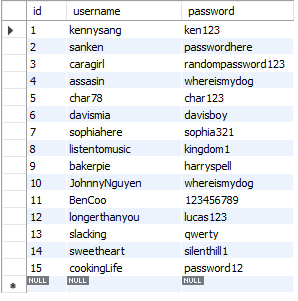 id username password
1 kennysang ken123
2 sanken passwordhere
3 caragirl randompassword123
4 assasin whereismydog
5 char78 char123
6 davismia davisboy
7 sophiahere sophia321
8 listentomusic kingdom1
9 bakerpie harryspell
10 JohnnyNguyen whereismydog
11 BenCoo 123456789
12 longerthanyou lucas123
13 slacking qwerty
14 sweetheart silenthill1
15 cookingLife password12
NULL NULL NULL